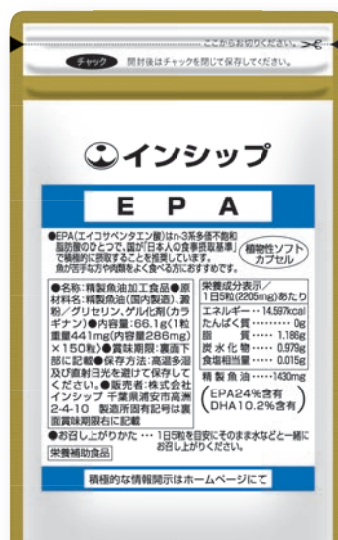 ここからお切りください。
チャック 開封後はチャックを閉じて保存してください。
インシップ
EPA
●EPA(エイコサペンタエン酸)はn-3系多価不飽和
脂肪酸のひとつで、国が「日本人の食事摂取基準」
で積極的に摂取することを推奨しています。
魚が苦手な方や肉類をよく食べる方におすすめです。
植物性ソフト
カプセル
●名称:精製魚油加工食品●原
材料名:精製魚油(国内製造)、澱
粉/グリセリン、ゲル化剤(カラ
ギナン)●内容量:66.1g(1粒
重量441mg(内容量286mg)
×150粒)●賞味期限:裏面下
部に記載●保存方法:高温多湿
及び直射日光を避けて保存して
ください。●販売者:株式会社
インシップ 千葉県浦安市高洲
2-4-10 製造所固有記号は裏
面賞味期限右に記載
栄養成分表示/
1日5粒(2205mg)あたり
エネルギー‥14.597kcal
たんぱく質‥‥‥0g
脂質‥‥1.186g
炭水化物‥‥0.979g
食塩相当量‥‥0.015g
精製魚油‥‥1430mg
(EPA24%含有
DHA10.2%含有)
●お召し上がりかた…1日5粒を目安にそのまま水などと一緒に
お召し上がりください。
栄養補助食品
積極的な情報開示はホームページにて